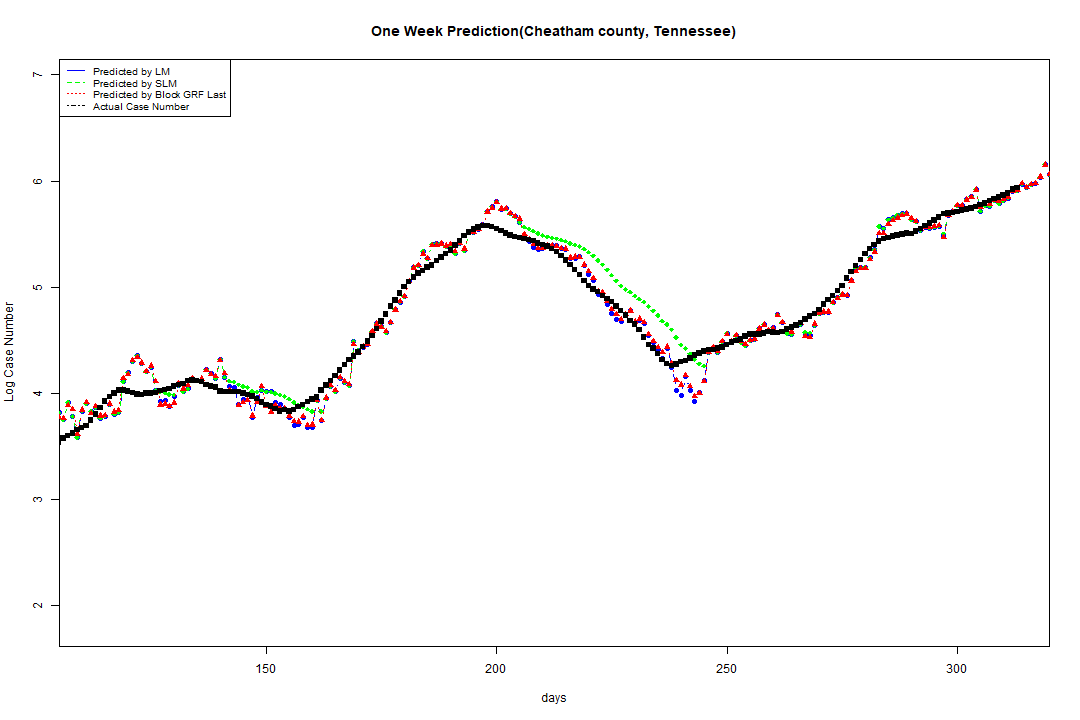 One Week Prediction(Cheatham county, Tennessee)
Predicted by LM
Predicted by SLM
Predicted by Block GRF Last
Actual Case Number
Log Case Number
7
6
5
4
3
2
150
200
250
300
days